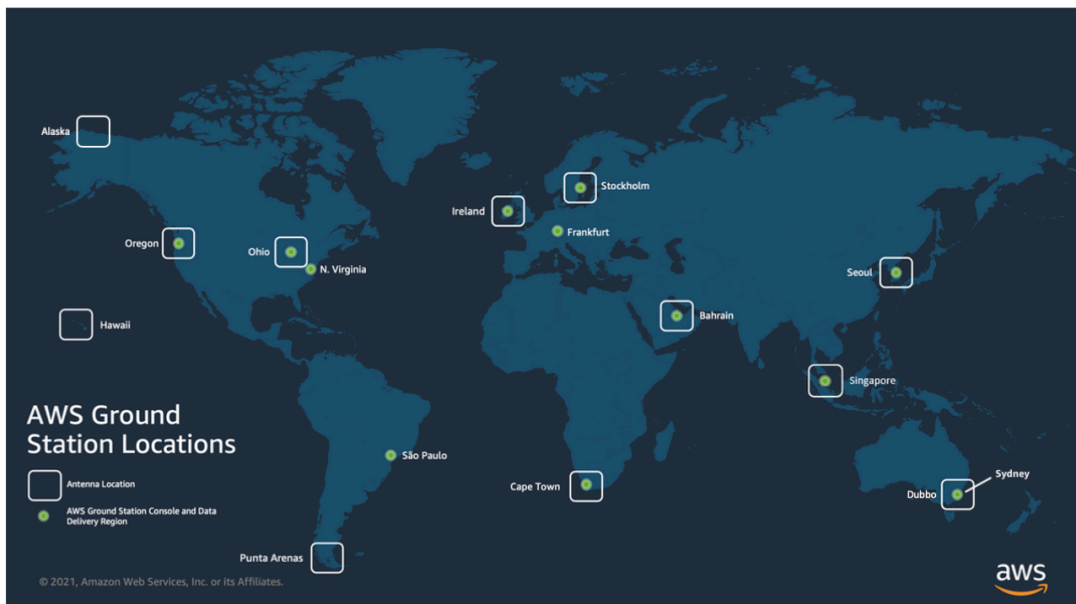 Alaska
Stockholm
Ireland
Frankfurt
Oregon
Ohio
N. Virginia
Seoul
Bahrain
Hawaii
Singapore
AWS Ground
Station Locations
São Paulo
Sydney
Antenna Location
Cape Town
Dubbo
AWS Ground Station Console and Data
Delivery Region
Punta Arenas
© 2021, Amazon Web Services, Inc. or its Affiliates.
aws